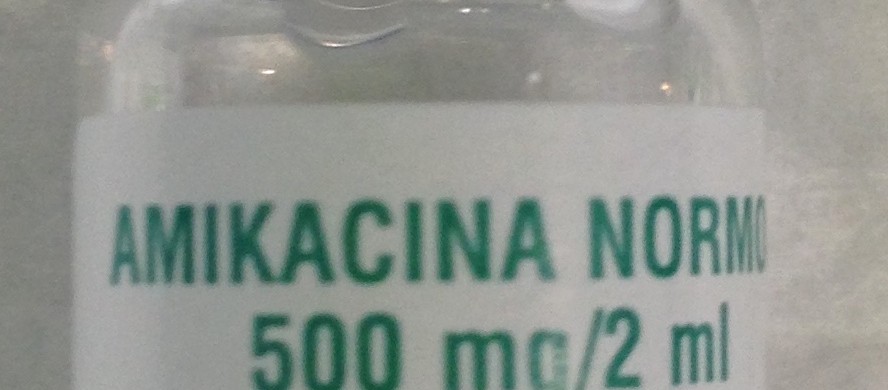 AMIKACINA NORMO
500 mg/2 ml